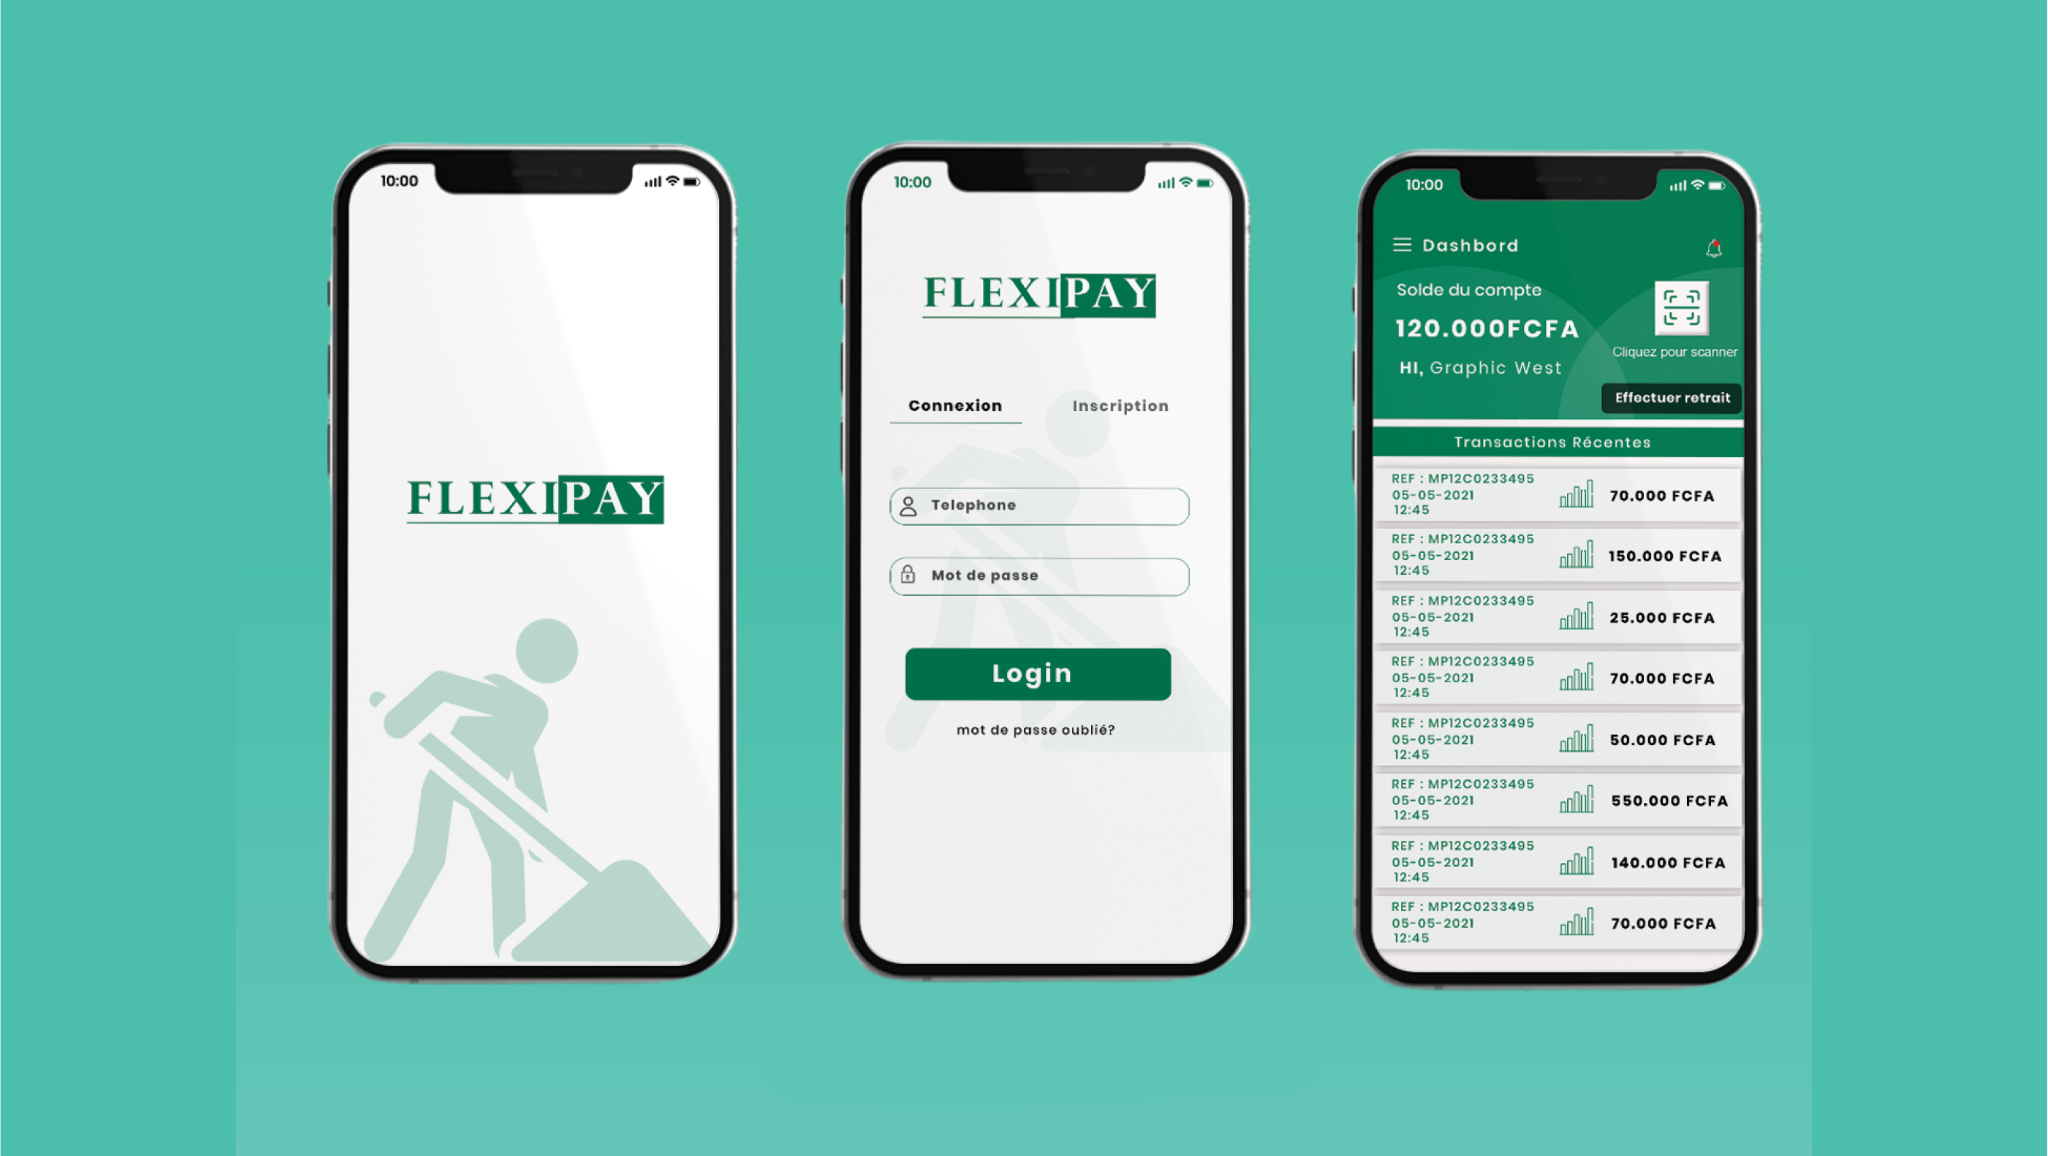 10:00
FLEXIPAY
10:00
FLEXIPAY
Connexion
Inscription
Telephone
Mot de passe
Login
mot de passe oublié?
10:00
Dashbord
Solde du compte
120.000FCFA
Cliquez pour scanner
HI, Graphic West
Effectuer retrait
Transactions Récentes
REF : MP12C0233495
05-05-2021
12:45
70.000 FCFA
REF : MP12C0233495
05-05-2021
12:45
150.000 FCFA
REF : MP12C0233495
05-05-2021
12:45
25.000 FCFA
REF : MP12C0233495
05-05-2021
12:45
70.000 FCFA
REF : MP12C0233495
05-05-2021
12:45
50.000 FCFA
REF : MP12C0233495
05-05-2021
12:45
550.000 FCFA
REF : MP12C0233495
05-05-2021
12:45
140.000 FCFA
REF : MP12C0233495
05-05-2021
12:45
70.000 FCFA